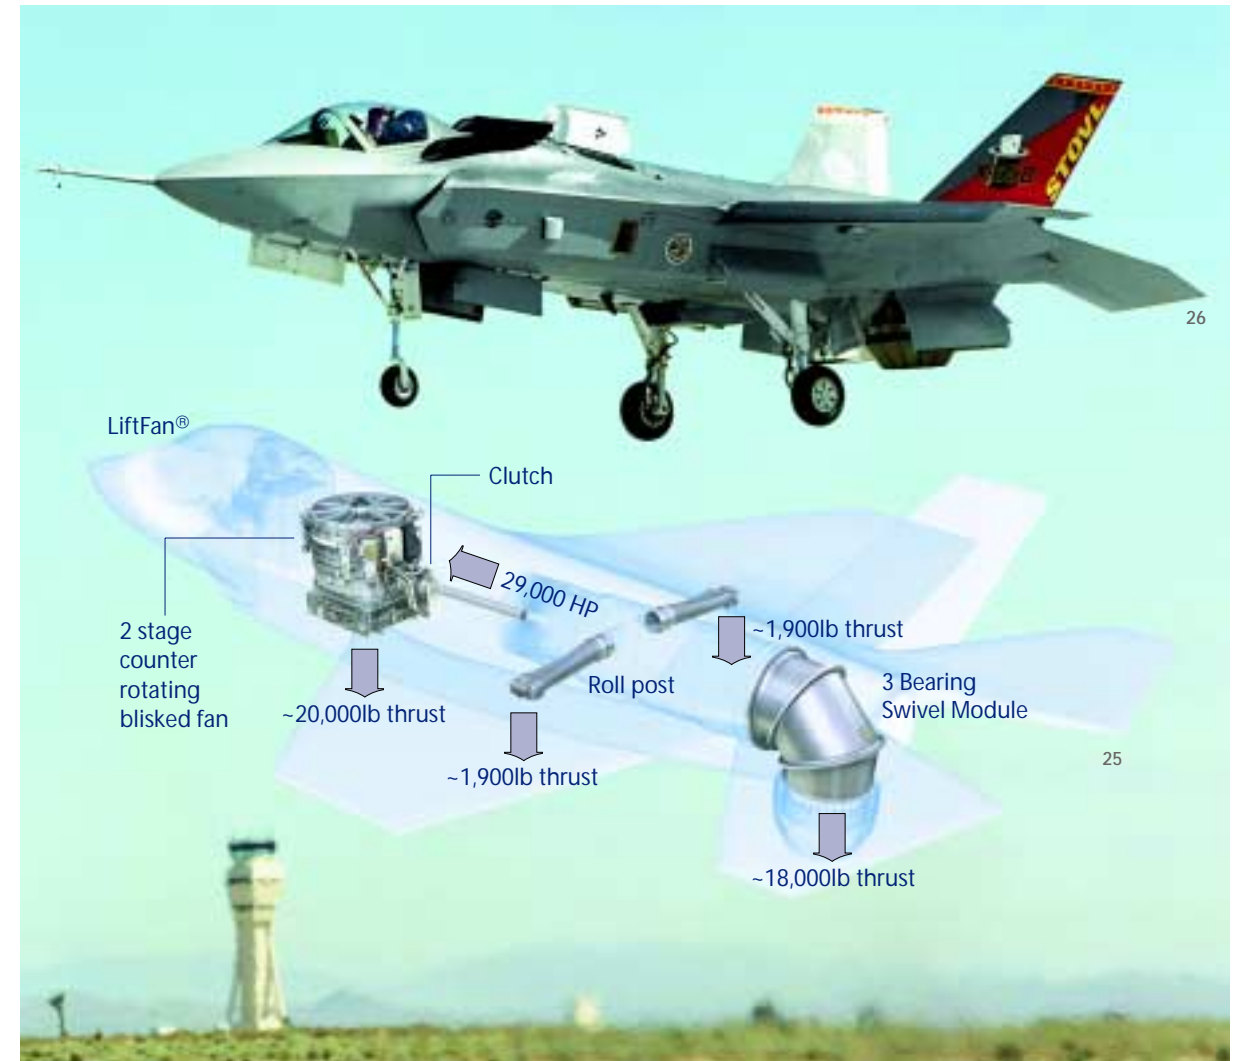 STOVL
26
LiftFan®
Clutch
29,000 HP
2 stage
counter
rotating
blisked fan
~1,900lb thrust
Roll post
3 Bearing
Swivel Module
~20,000lb thrust
~1,900lb thrust
25
~18,000lb thrust